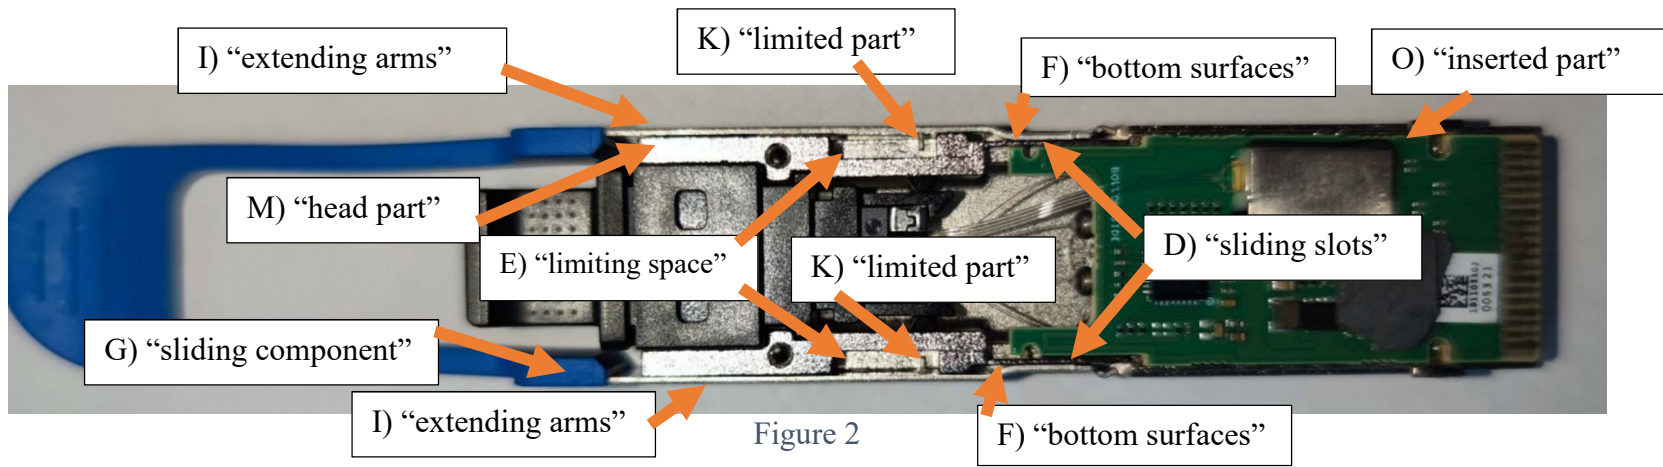 I) “extending arms”
K) “limited part”
F) “bottom surfaces”
O) “inserted part”
M) “head part”
E) “limiting space”
K) “limited part”
D) “sliding slots”
G) “sliding component”
I) “extending arms”
F) “bottom surfaces”
Figure 2
005321